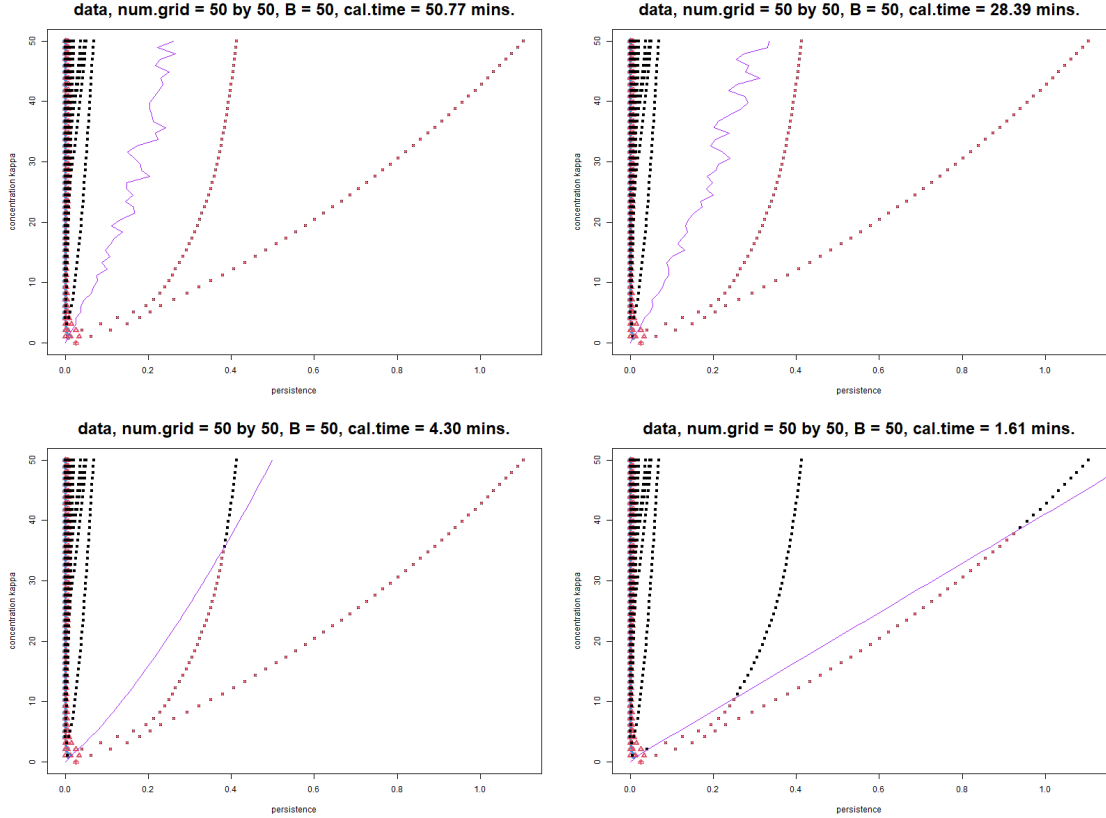 data, num.grid = 50 by 50, B = 50, cal.time = 50.77 mins.
concentration kappa
50
40
30
20
10
0
0.0 0.2 0.4 0.6 0.8 1.0
persistence
data, num.grid = 50 by 50, B = 50, cal.time = 28.39 mins.
concentration kappa
50
40
30
20
10
0
0.0 0.2 0.4 0.6 0.8 1.0
persistence
data, num.grid = 50 by 50, B = 50, cal.time = 4.30 mins.
concentration kappa
50
40
30
20
10
0
0.0 0.2 0.4 0.6 0.8 1.0
persistence
data, num.grid = 50 by 50, B = 50, cal.time = 1.61 mins.
concentration kappa
50
40
30
20
10
0
0.0 0.2 0.4 0.6 0.8 1.0
persistence